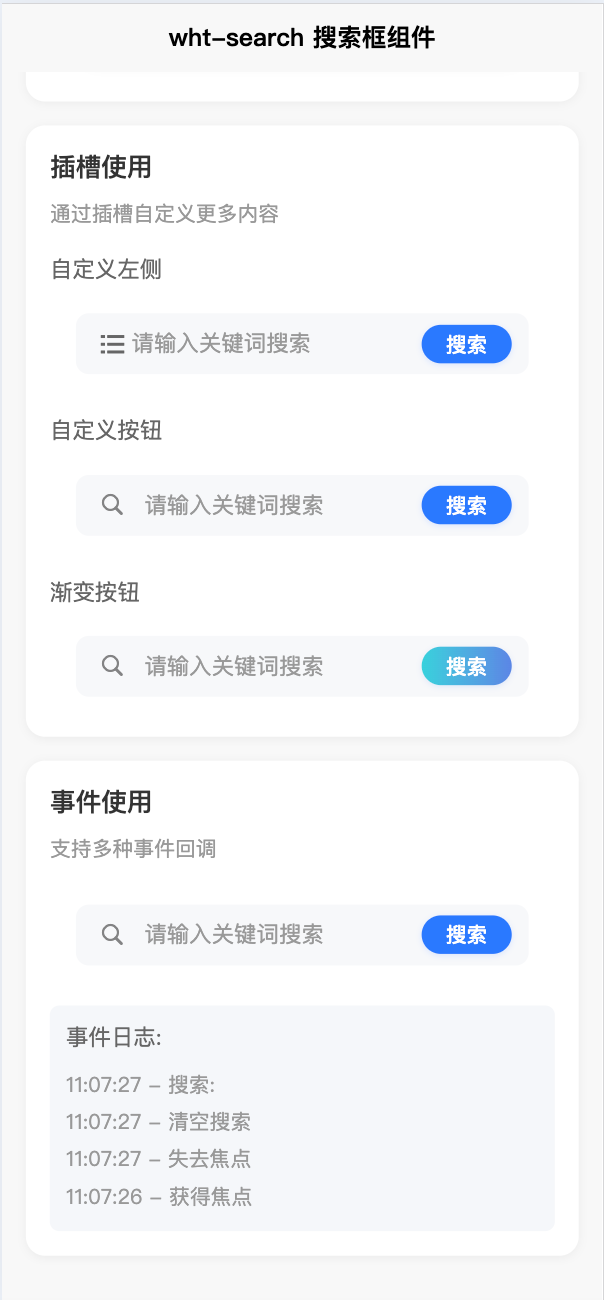 wht-search 搜索框组件
插槽使用
通过插槽自定义更多内容
自定义左侧
请输入关键词搜索 搜索
自定义按钮
请输入关键词搜索 搜索
渐变按钮
请输入关键词搜索 搜索
事件使用
支持多种事件回调
请输入关键词搜索 搜索
事件日志:
11:07:27 - 搜索:
11:07:27 - 清空搜索
11:07:27 - 失去焦点
11:07:26 - 获得焦点